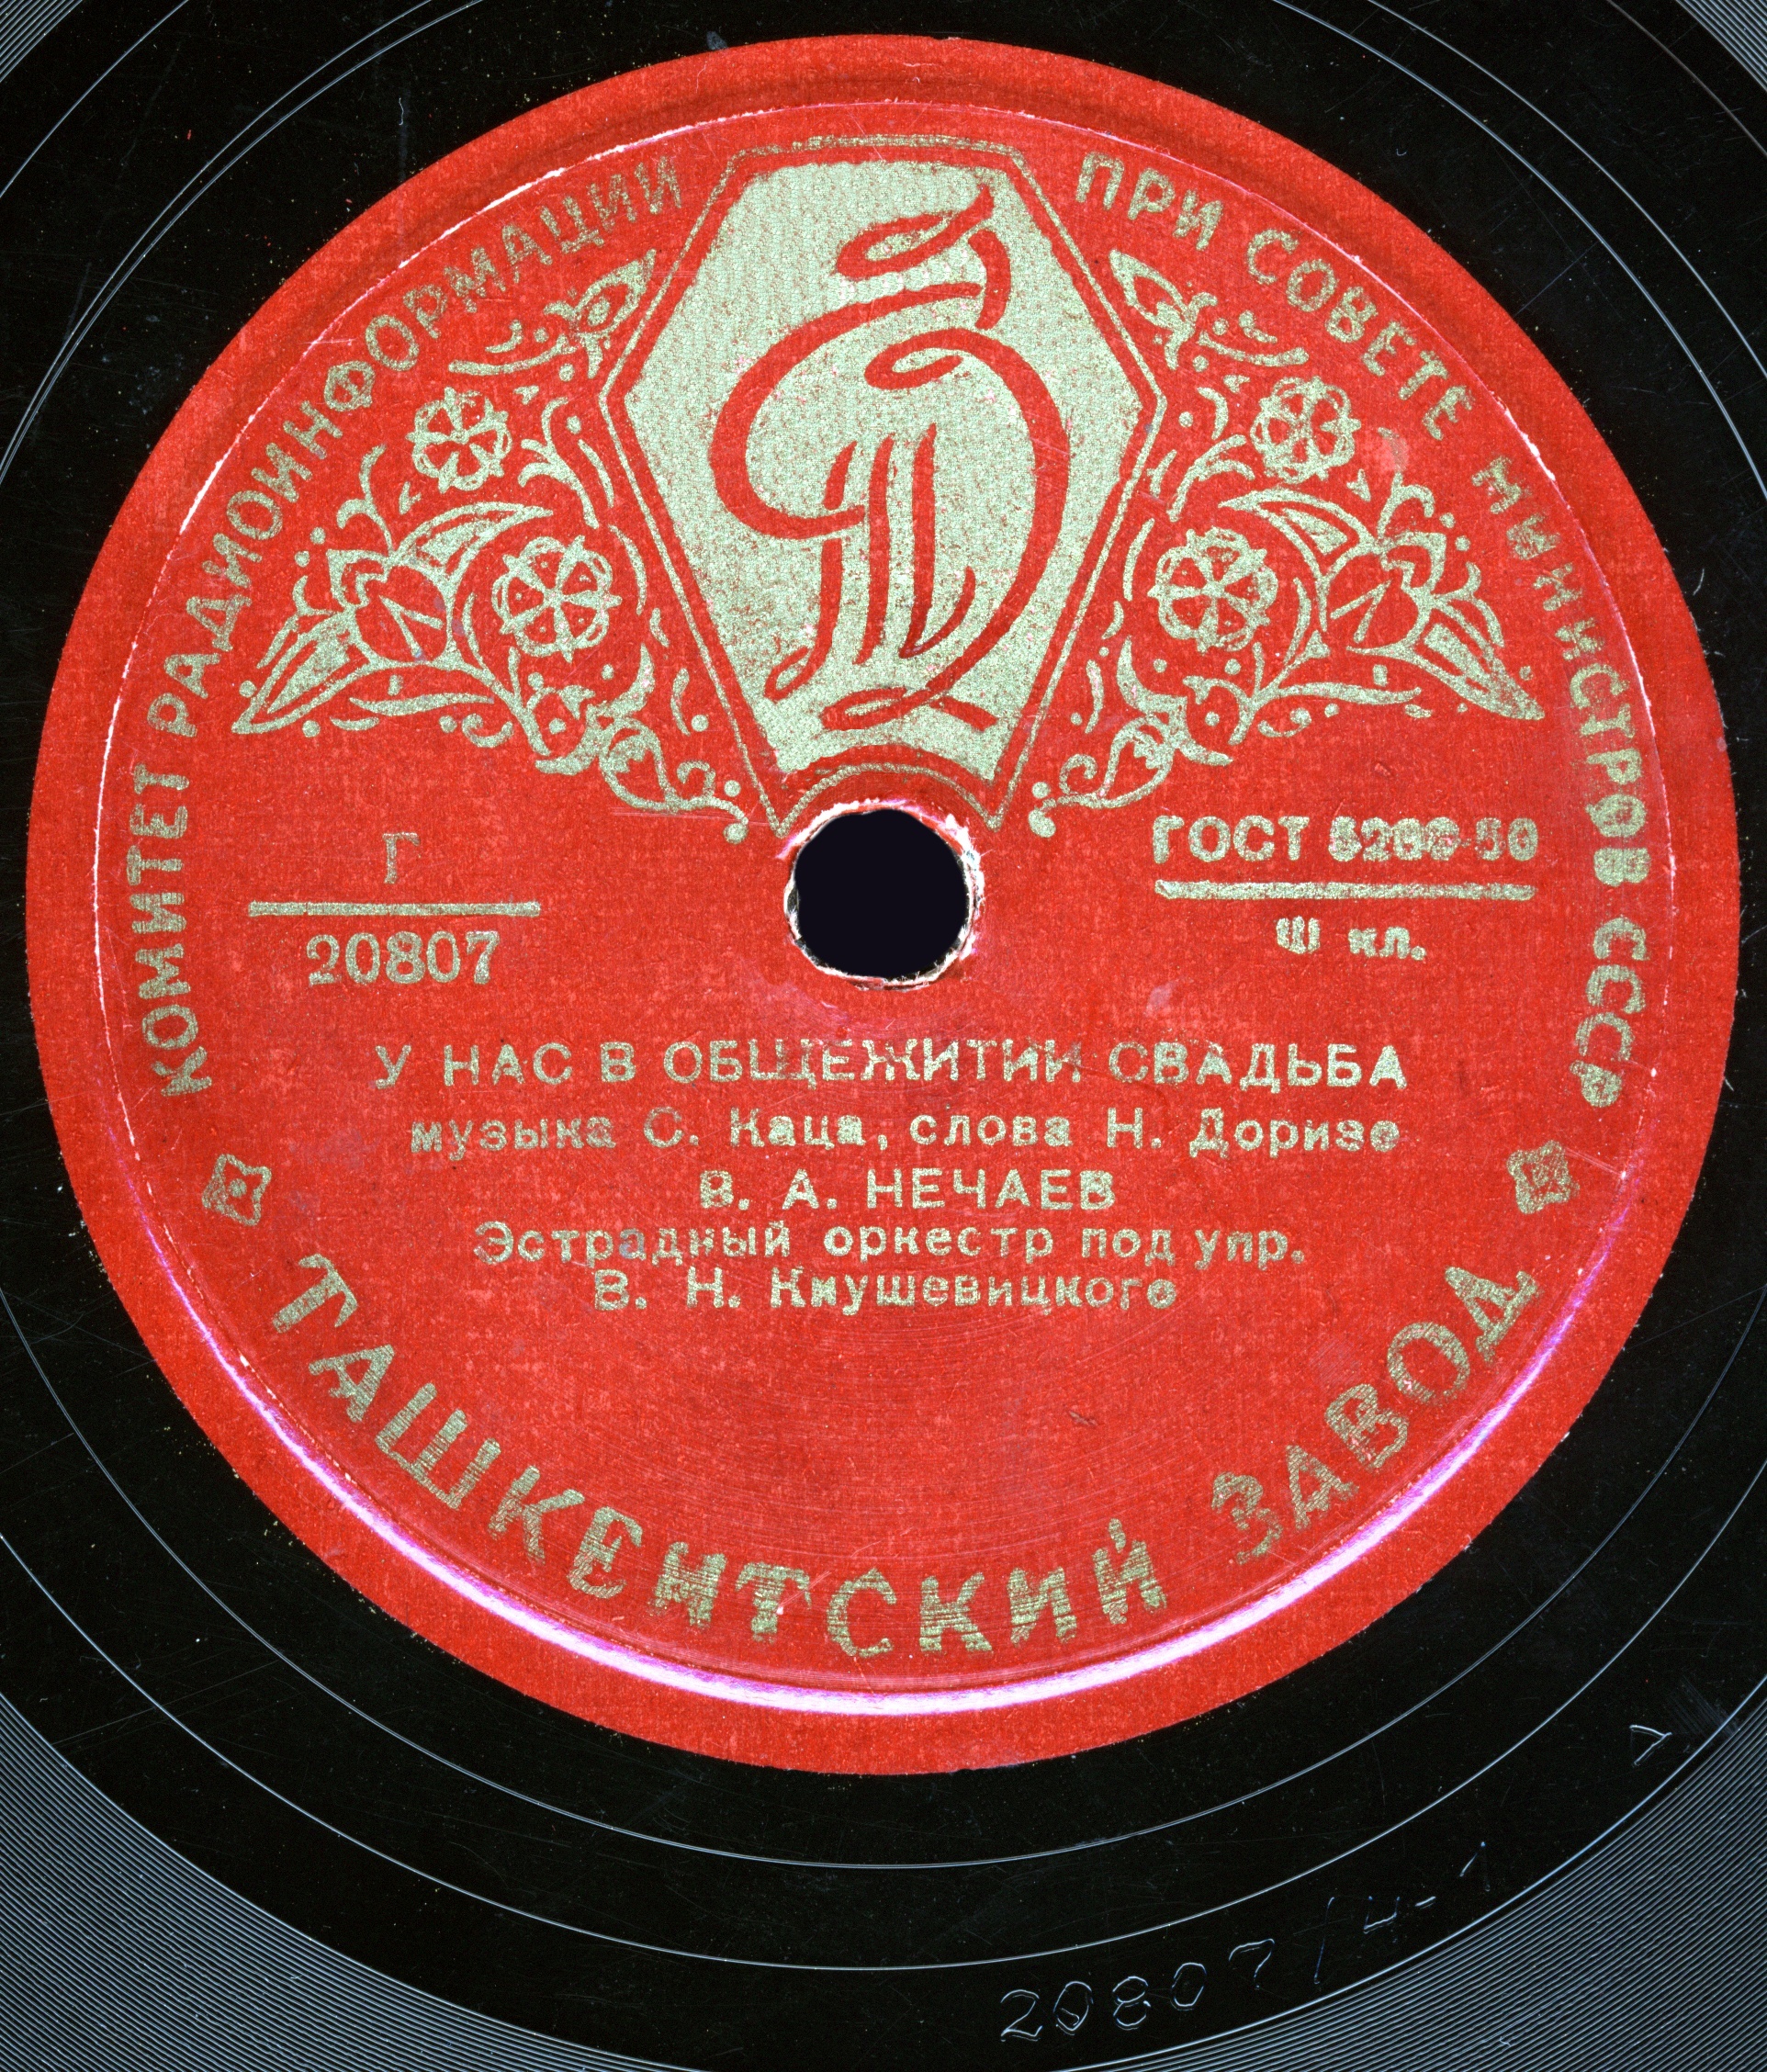 КОМИТЕТ РАДИОИНФОРМАЦИИ ПРИ СОВЕТЕ МИНИСТРОВ СССР
Г
20807
ГОСТ 5289-50
Ш кл.
У НАС В ОБЩЕЖИТИИ СВАДЬБА
музыка С. Каца, слова Н. Доризо
В. А. НЕЧАЕВ
Эстрадный оркестр под упр.
В. Н. Кнушевицкого
ТАШКЕНТСКИЙ ЗАВОД
20807/4-1